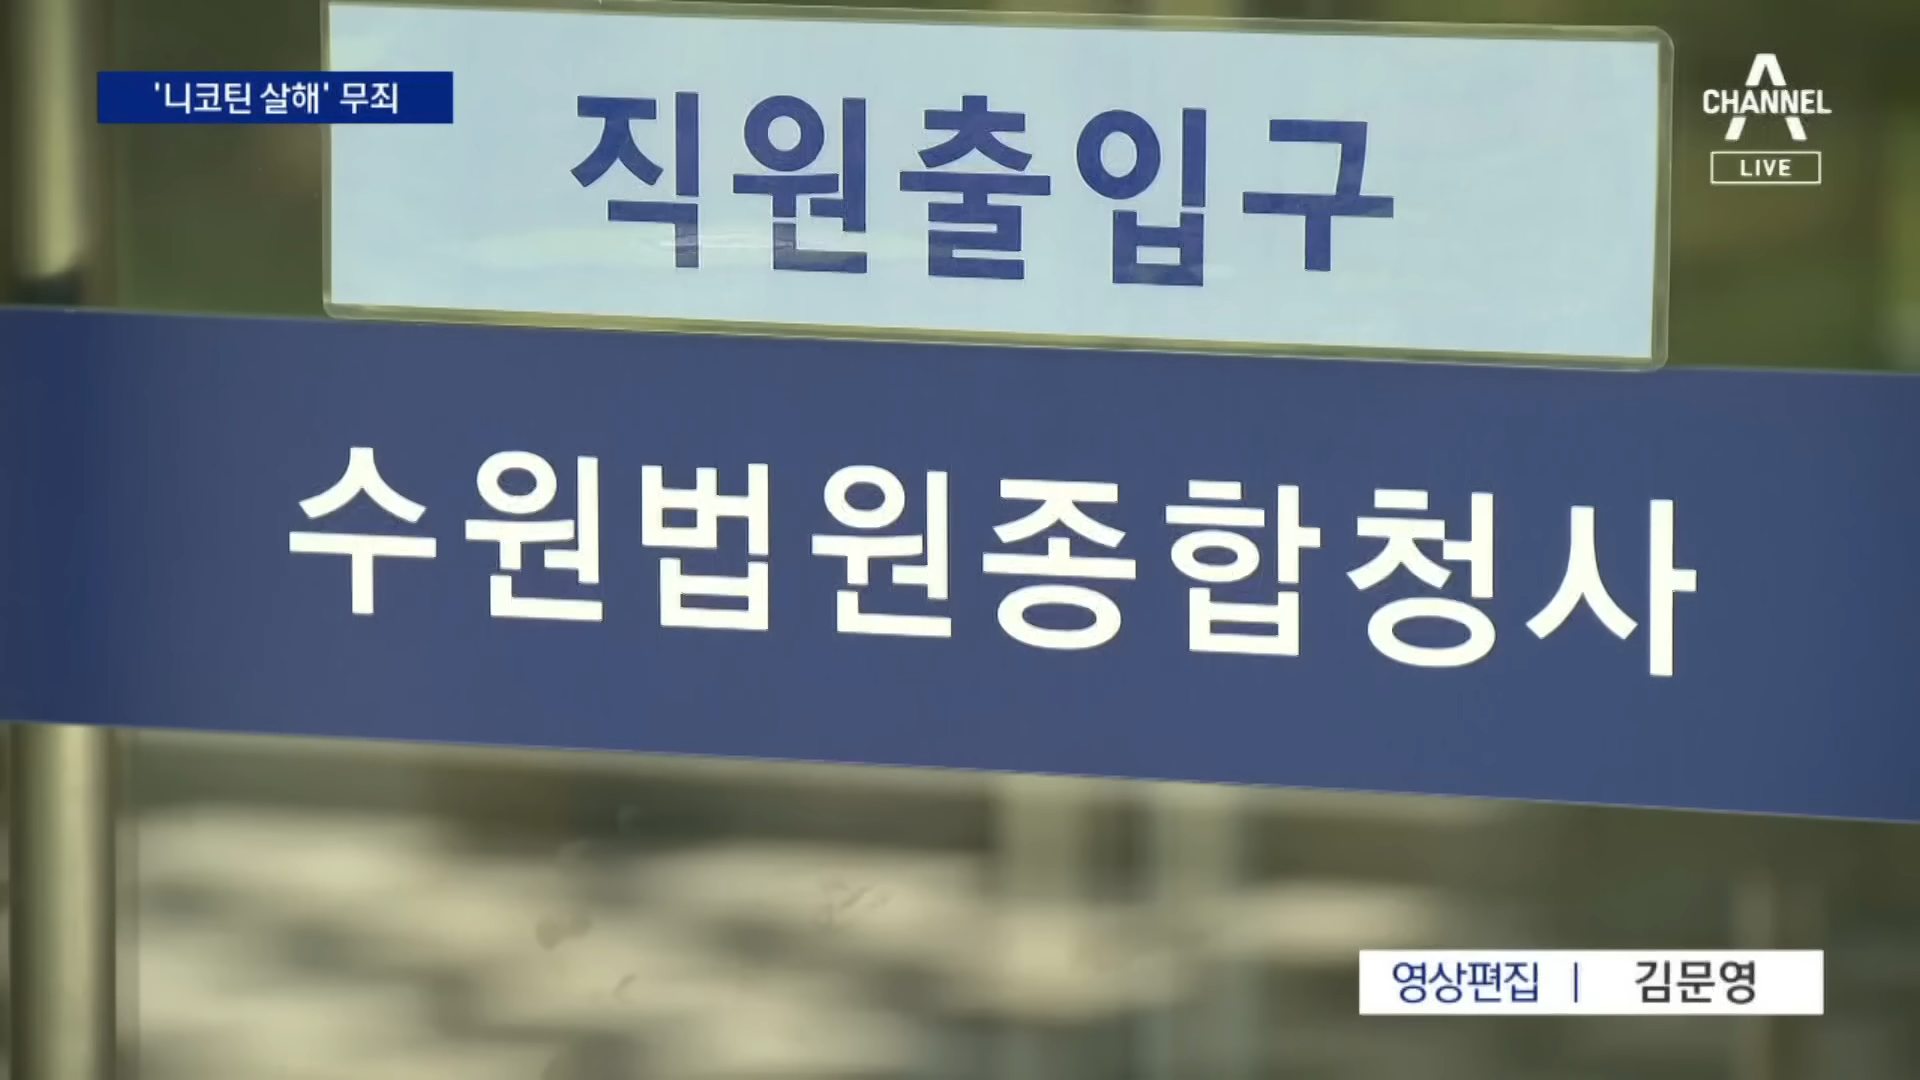 '니코틴 살해' 무죄
직원출입구
CHANNEL A
LIVE
수원법원종합청사
영상편집 | 김문영